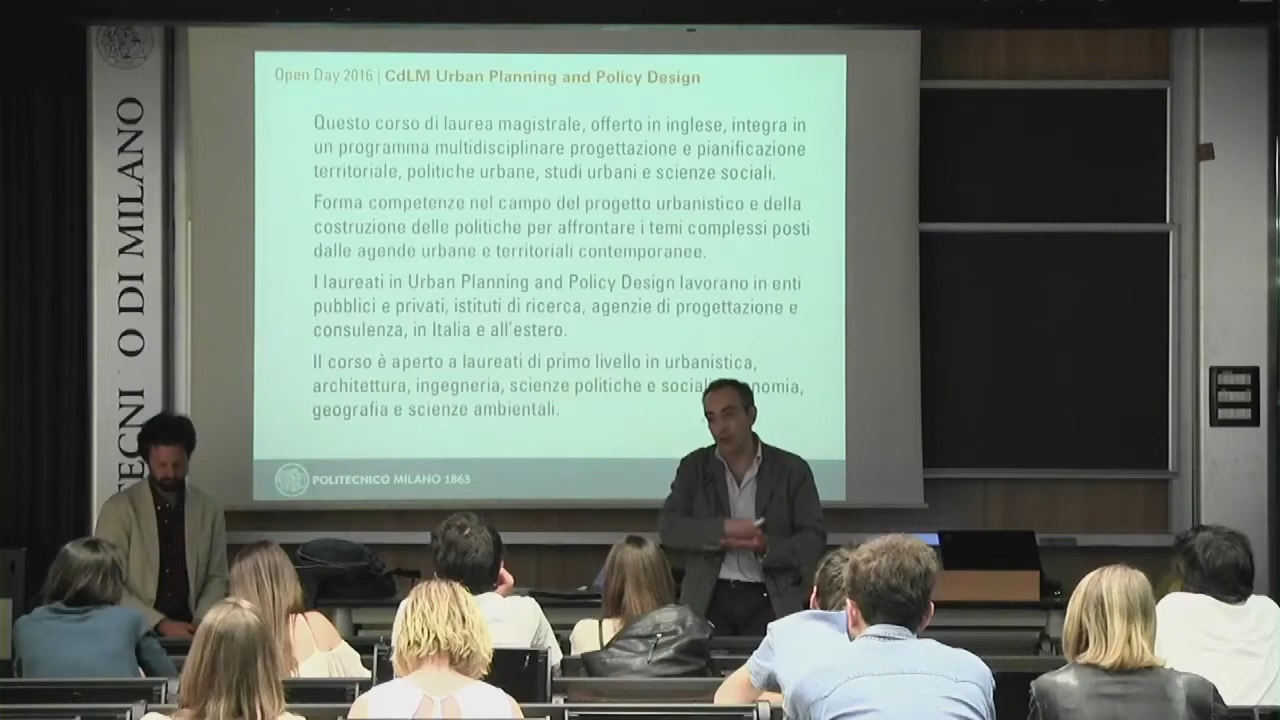 Open Day 2016 | CdLM Urban Planning and Policy Design
Questo corso di laurea magistrale, offerto in inglese, integra in
un programma multidisciplinare progettazione e pianificazione
territoriale, politiche urbane, studi urbani e scienze sociali.
Forma competenze nel campo del progetto urbanistico e della
costruzione delle politiche per affrontare i temi complessi posti
dalle agende urbane e territoriali contemporanee.
I laureati in Urban Planning and Policy Design lavorano in enti
pubblici e privati, istituti di ricerca, agenzie di progettazione e
consulenza, in Italia e all'estero.
Il corso è aperto a laureati di primo livello in urbanistica,
architettura, ingegneria, scienze politiche e social nomia,
geografia e scienze ambientali.
POLITECNICO MILANO 1863
TECNI O DI MILANO